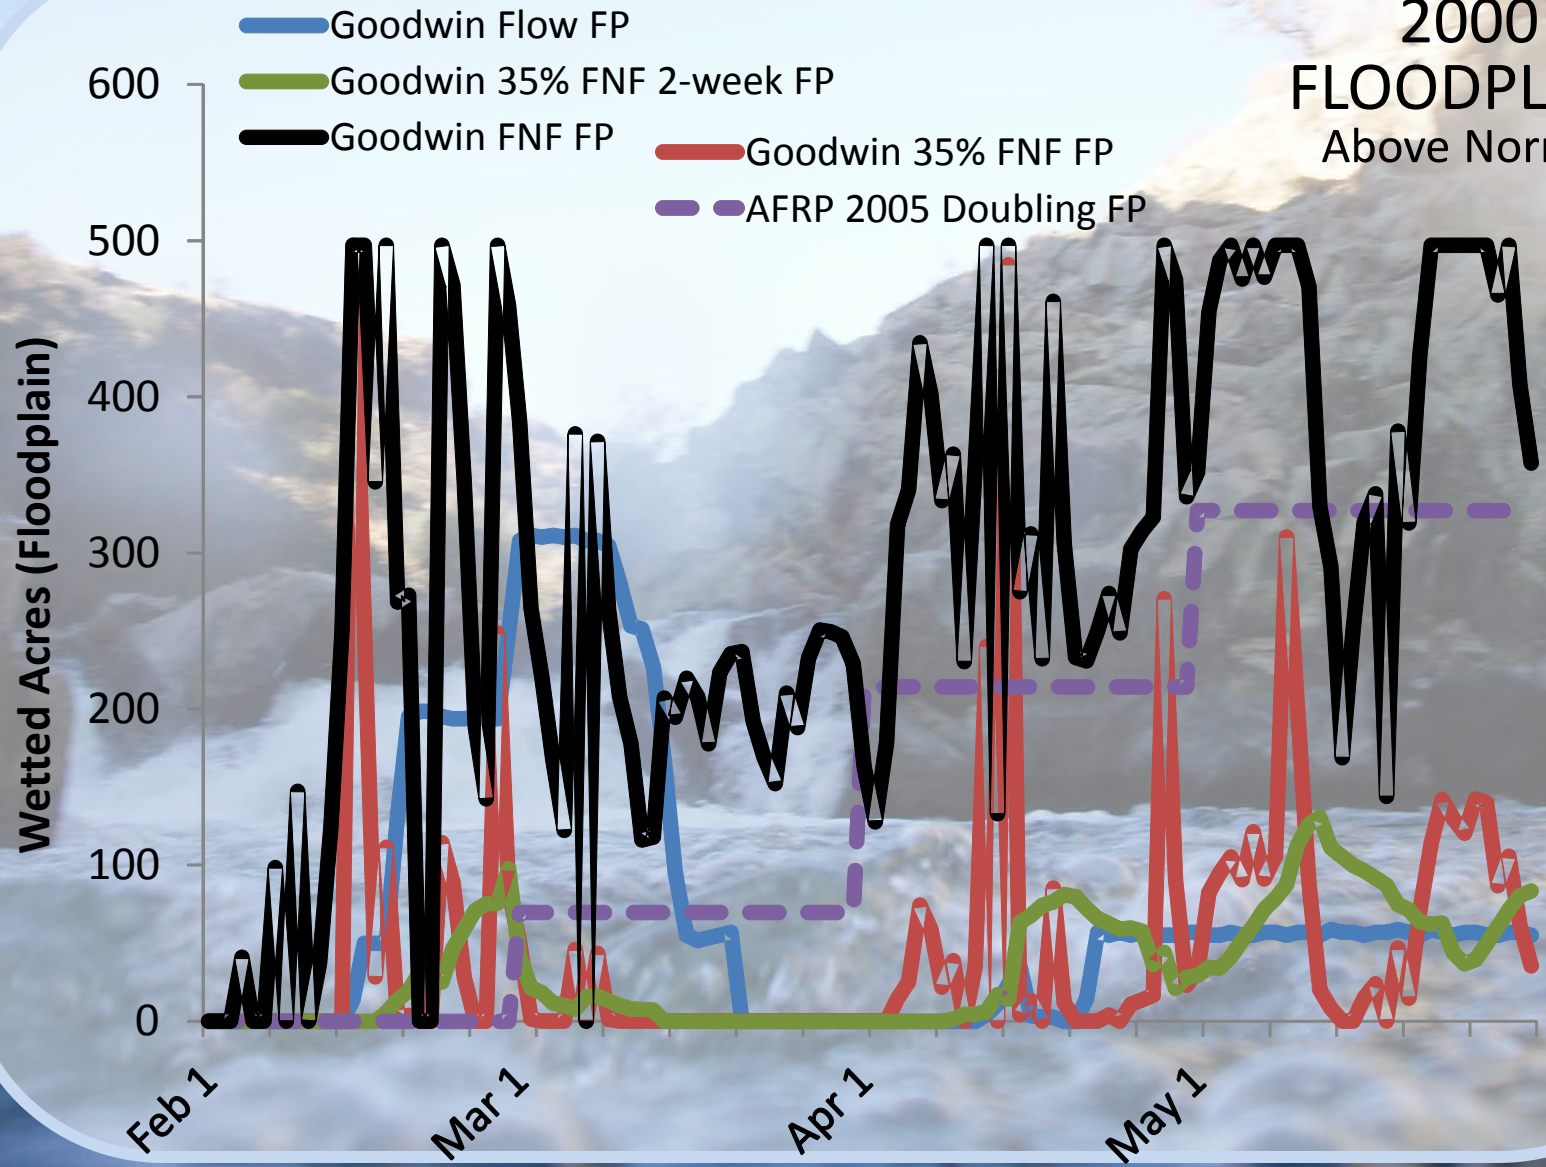 2000
FLOODPL
Above Norr
Goodwin Flow FP
Goodwin 35% FNF 2-week FP
Goodwin FNF FP
Goodwin 35% FNF FP
AFRP 2005 Doubling FP
Wetted Acres (Floodplain)
600
500
400
300
200
100
0
Feb 1
Mar 1
Apr 1
May 1